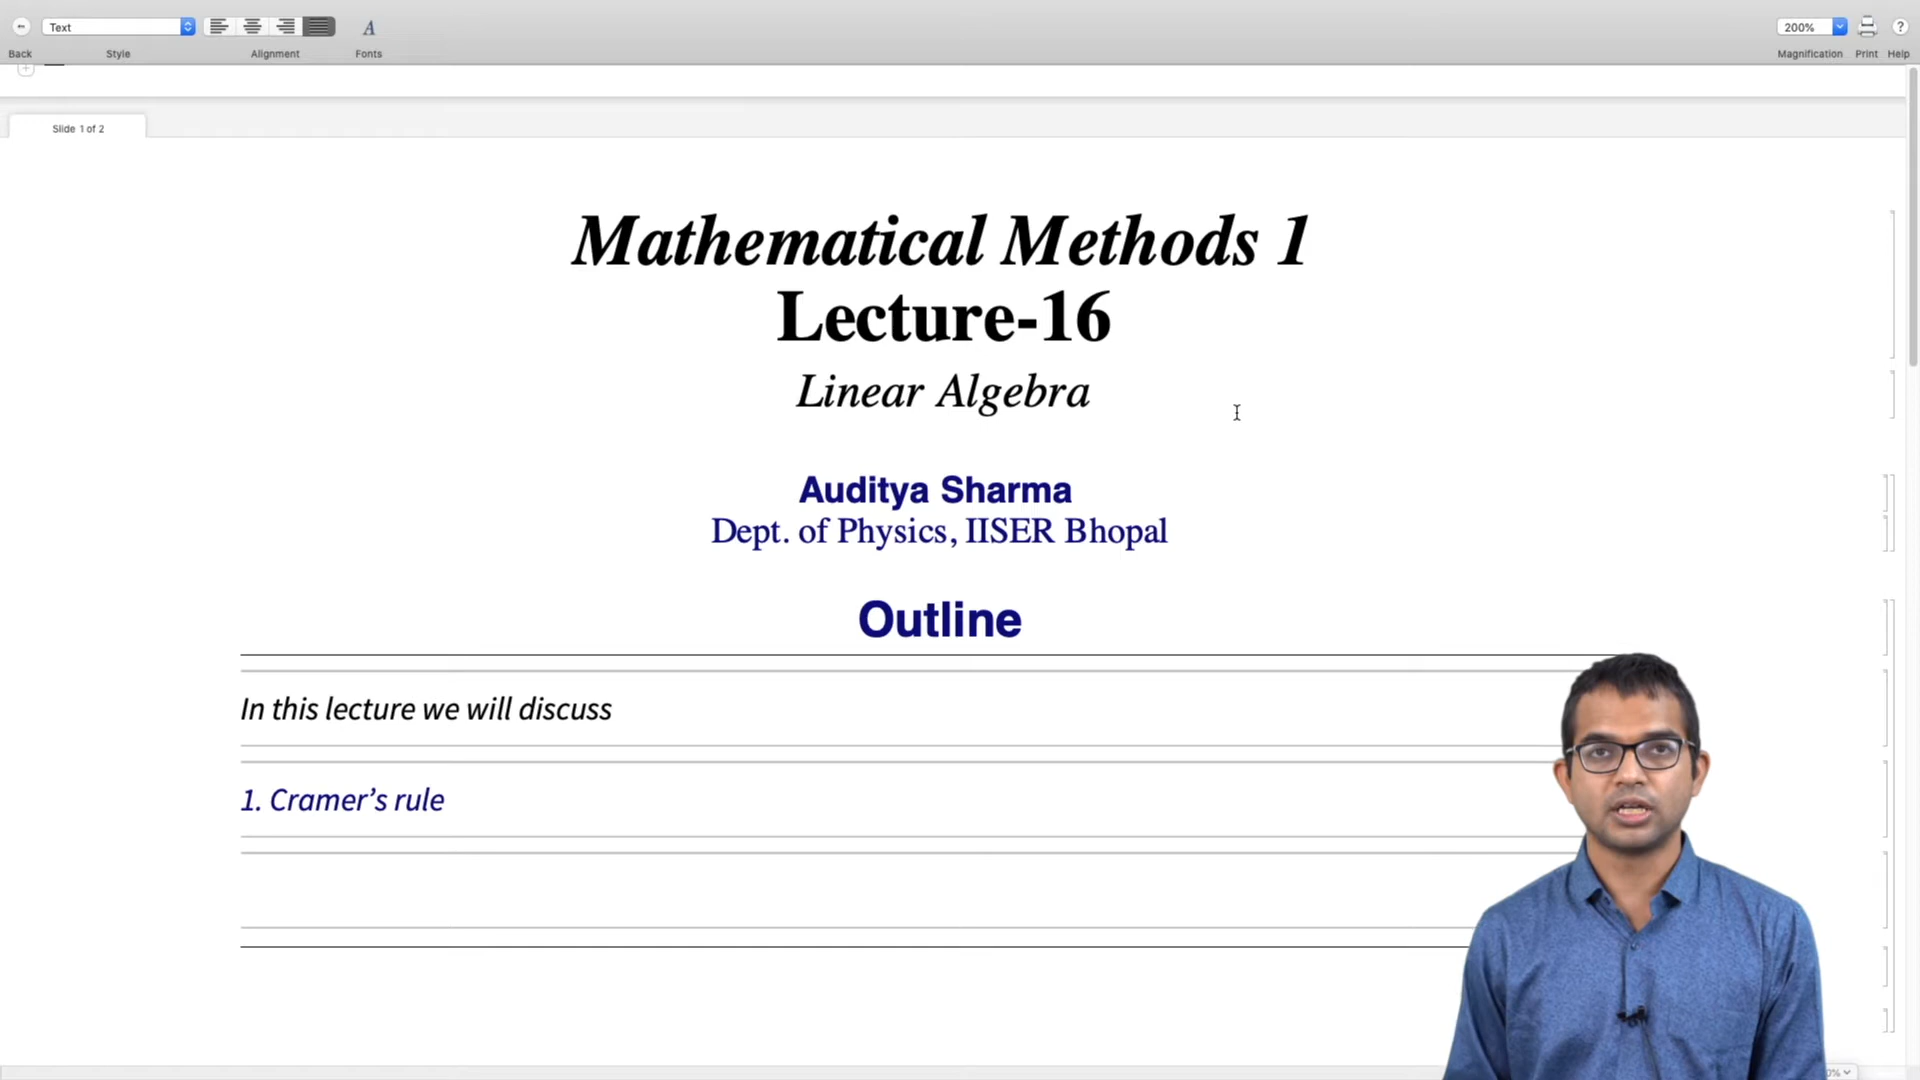 Text
Back
Style
Alignment
Fonts
A
200%
Magnification
Print
Help
?
Slide 1 of 2
Mathematical Methods 1
Lecture-16
Linear Algebra
Auditya Sharma
Dept. of Physics, IISER Bhopal
Outline
In this lecture we will discuss
1. Cramer's rule